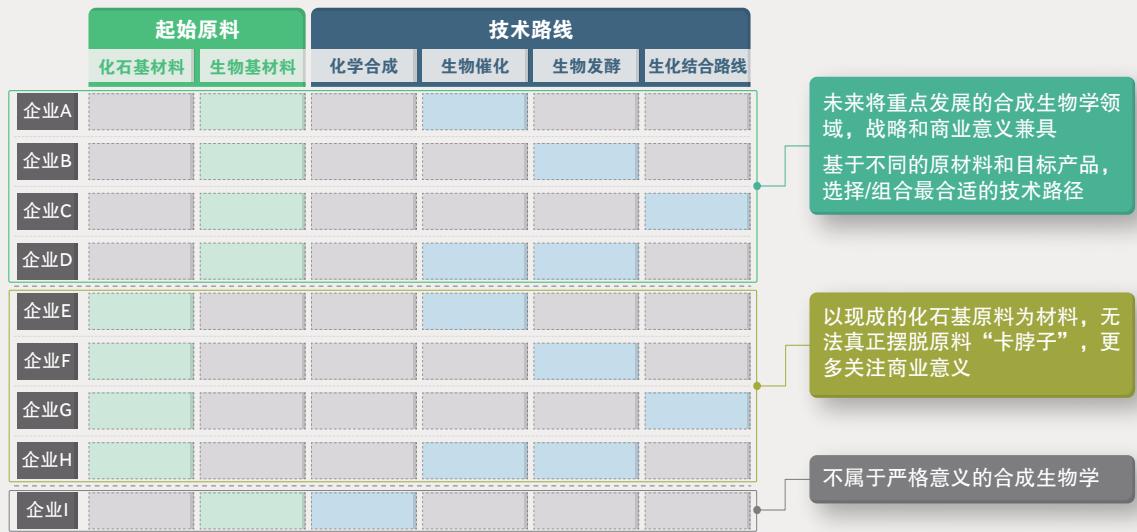 起始原料
技术路线
化石基材料
生物基材料
化学合成
生物催化
生物发酵
生化结合路线
企业A
企业B
企业C
企业D
企业E
企业F
企业G
企业H
企业I
未来将重点发展的合成生物学领
域，战略和商业意义兼具
基于不同的原材料和目标产品，
选择/组合最合适的技术路径
以现成的化石基原料为材料，无
法真正摆脱原料“卡脖子”，更
多关注商业意义
不属于严格意义的合成生物学